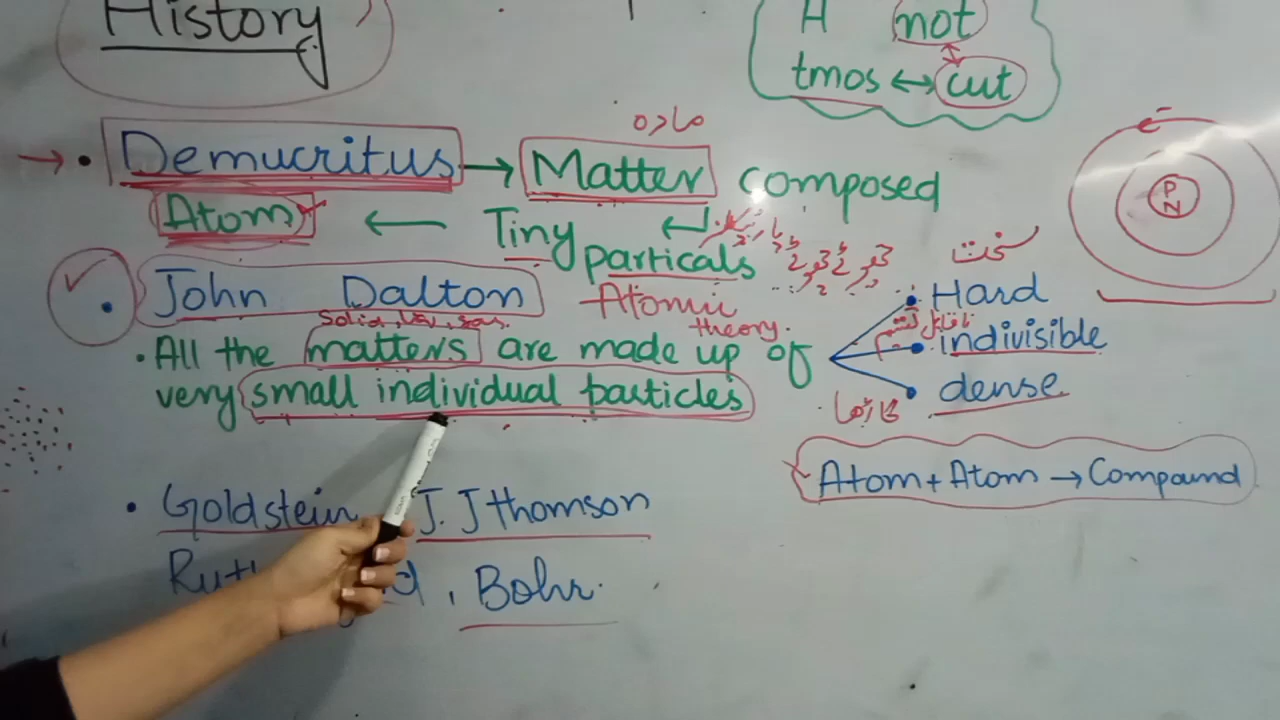 History
H not
tmos ↔ cut
مادہ
• Demucritus → Matter composed
Atom ← Tiny particals
چھوٹے چھوٹے
سخت
P
N
• John Dalton Atomic theory.
• Hard
ناقابل تقسیم
• indivisible
گاڑھا
• dense
Solid,
• All the matters are made up of
very small individual particles
Atom + Atom → Compound
• Goldstein J.J thomson
Bohr.